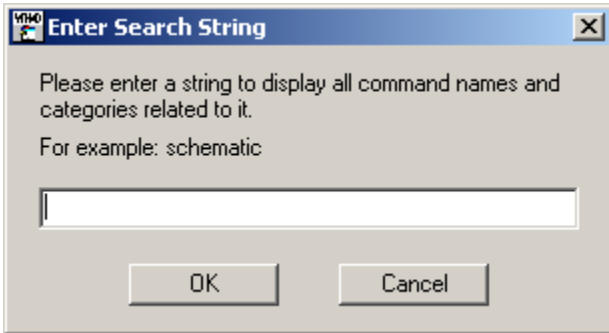 Enter Search String
Please enter a string to display all command names and
categories related to it.
For example: schematic
OK
Cancel